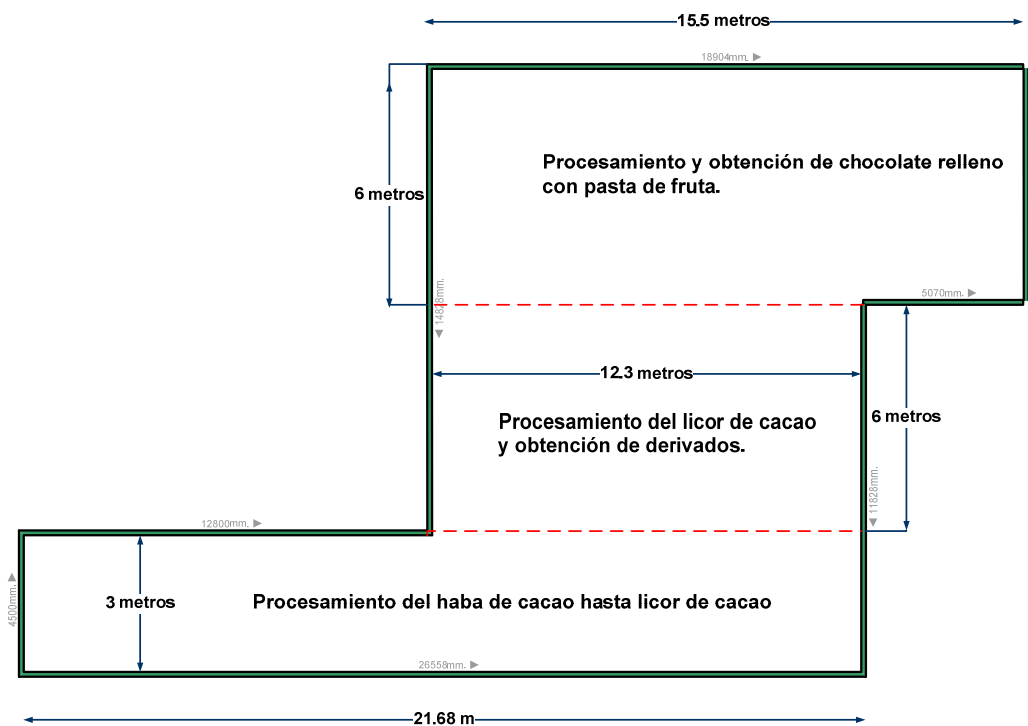 15.5 metros
18904mm.
Procesamiento y obtención de chocolate relleno
con pasta de fruta.
6 metros
14828mm.
5070mm.
12.3 metros
Procesamiento del licor de cacao
y obtención de derivados.
6 metros
11828mm.
12800mm.
4500mm.
3 metros
Procesamiento del haba de cacao hasta licor de cacao
26558mm.
21.68 m